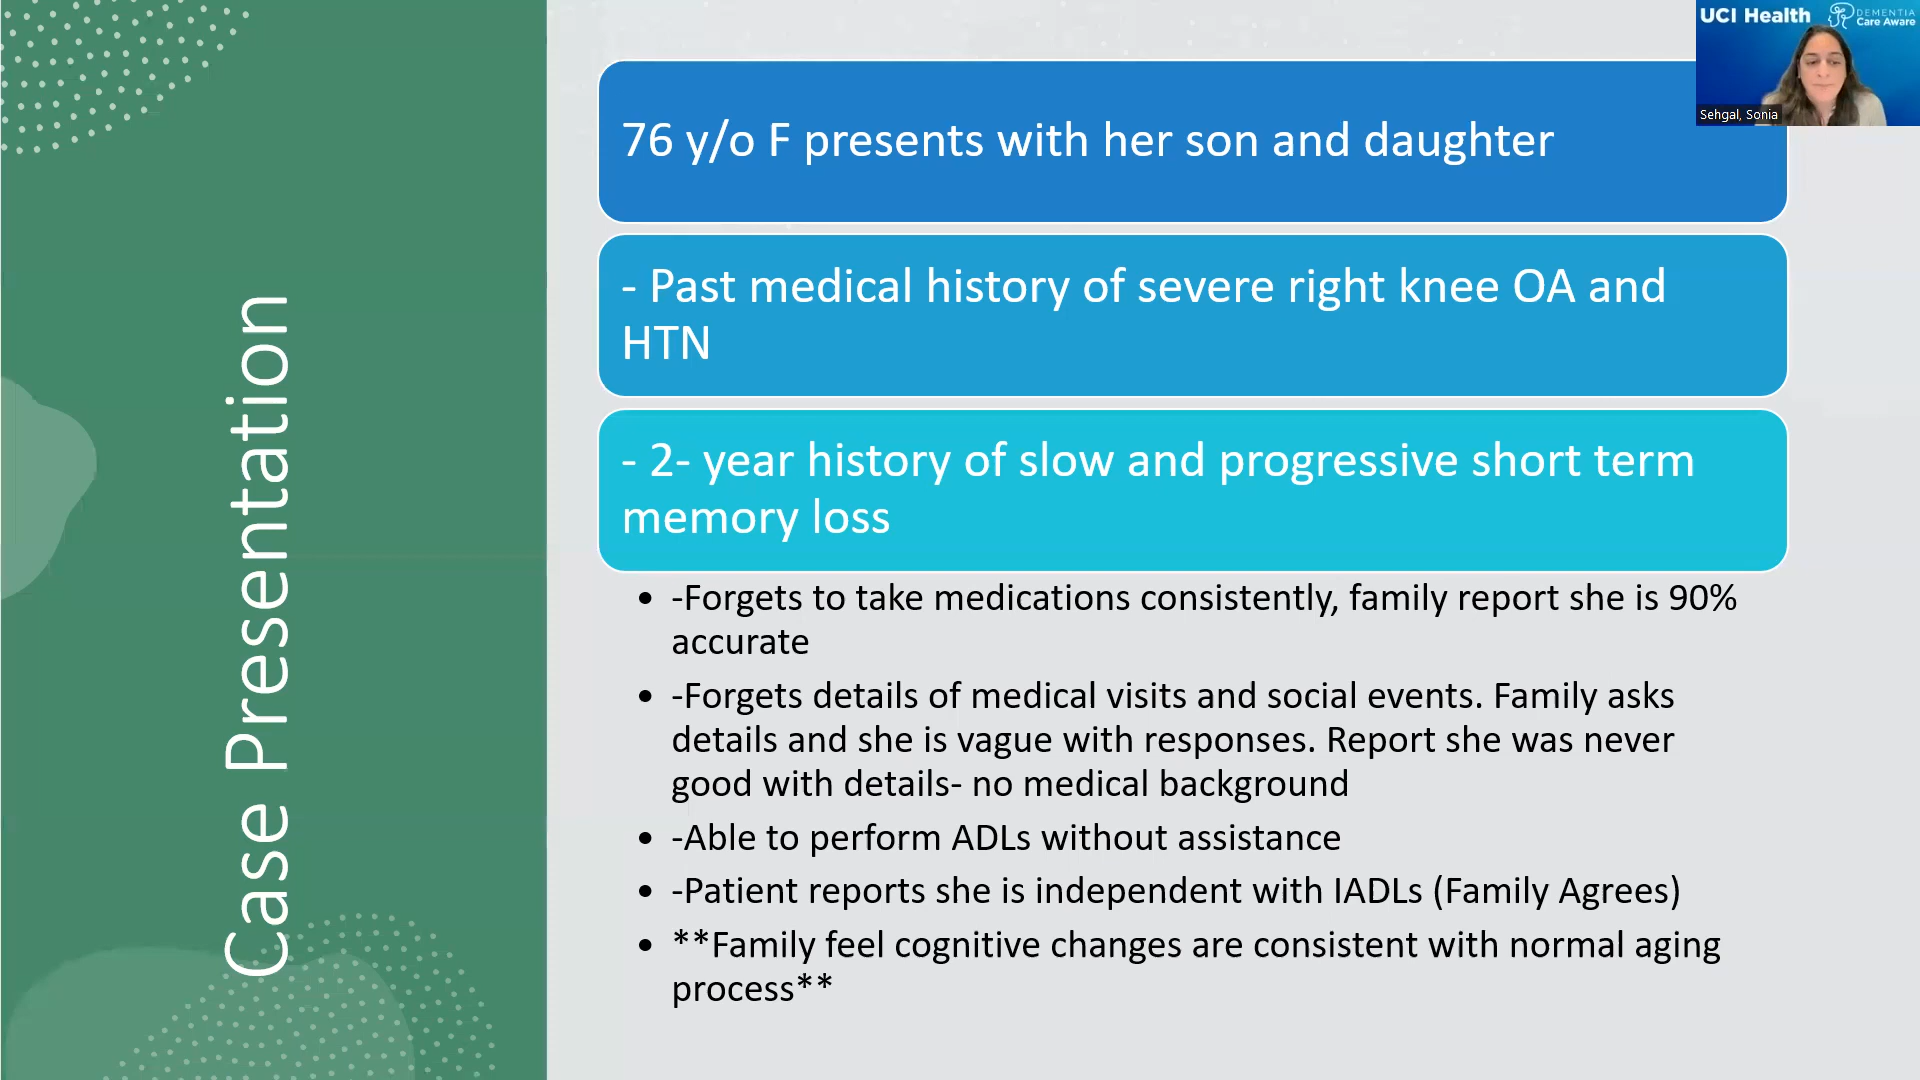 Case Presentation
76 y/o F presents with her son and daughter
- Past medical history of severe right knee OA and
HTN
- 2- year history of slow and progressive short term
memory loss
• -Forgets to take medications consistently, family report she is 90%
accurate
• -Forgets details of medical visits and social events. Family asks
details and she is vague with responses. Report she was never
good with details- no medical background
• -Able to perform ADLs without assistance
• -Patient reports she is independent with IADLs (Family Agrees)
• **Family feel cognitive changes are consistent with normal aging
process**
UCI Health
DEMENTIA
Care Aware
Sehgal, Sonia